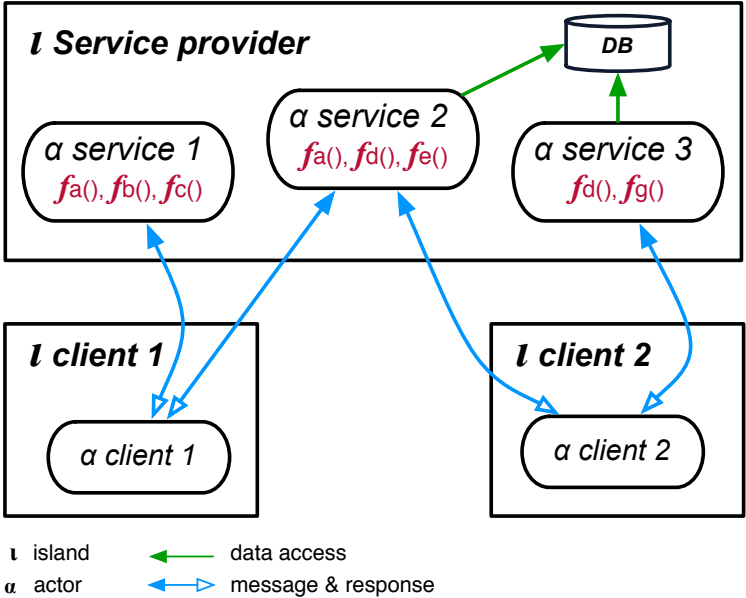 ι Service provider
DB
α service 1
fa(), fb(), fc()
α service 2
fa(), fd(), fe()
α service 3
fd(), fg()
ι client 1
α client 1
ι client 2
α client 2
ι island
data access
α actor
message & response